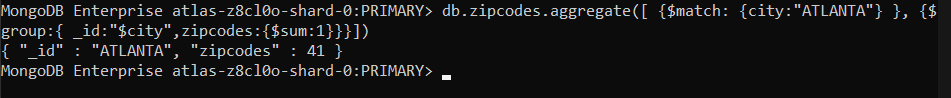 MongoDB Enterprise atlas-z8cl0o-shard-0:PRIMARY> db.zipcodes.aggregate([ {$match: {city:"ATLANTA"} }, {$
group:{ _id:"$city",zipcodes:{$sum:1}}}])
{ "_id" : "ATLANTA", "zipcodes" : 41 }
MongoDB Enterprise atlas-z8cl0o-shard-0:PRIMARY>